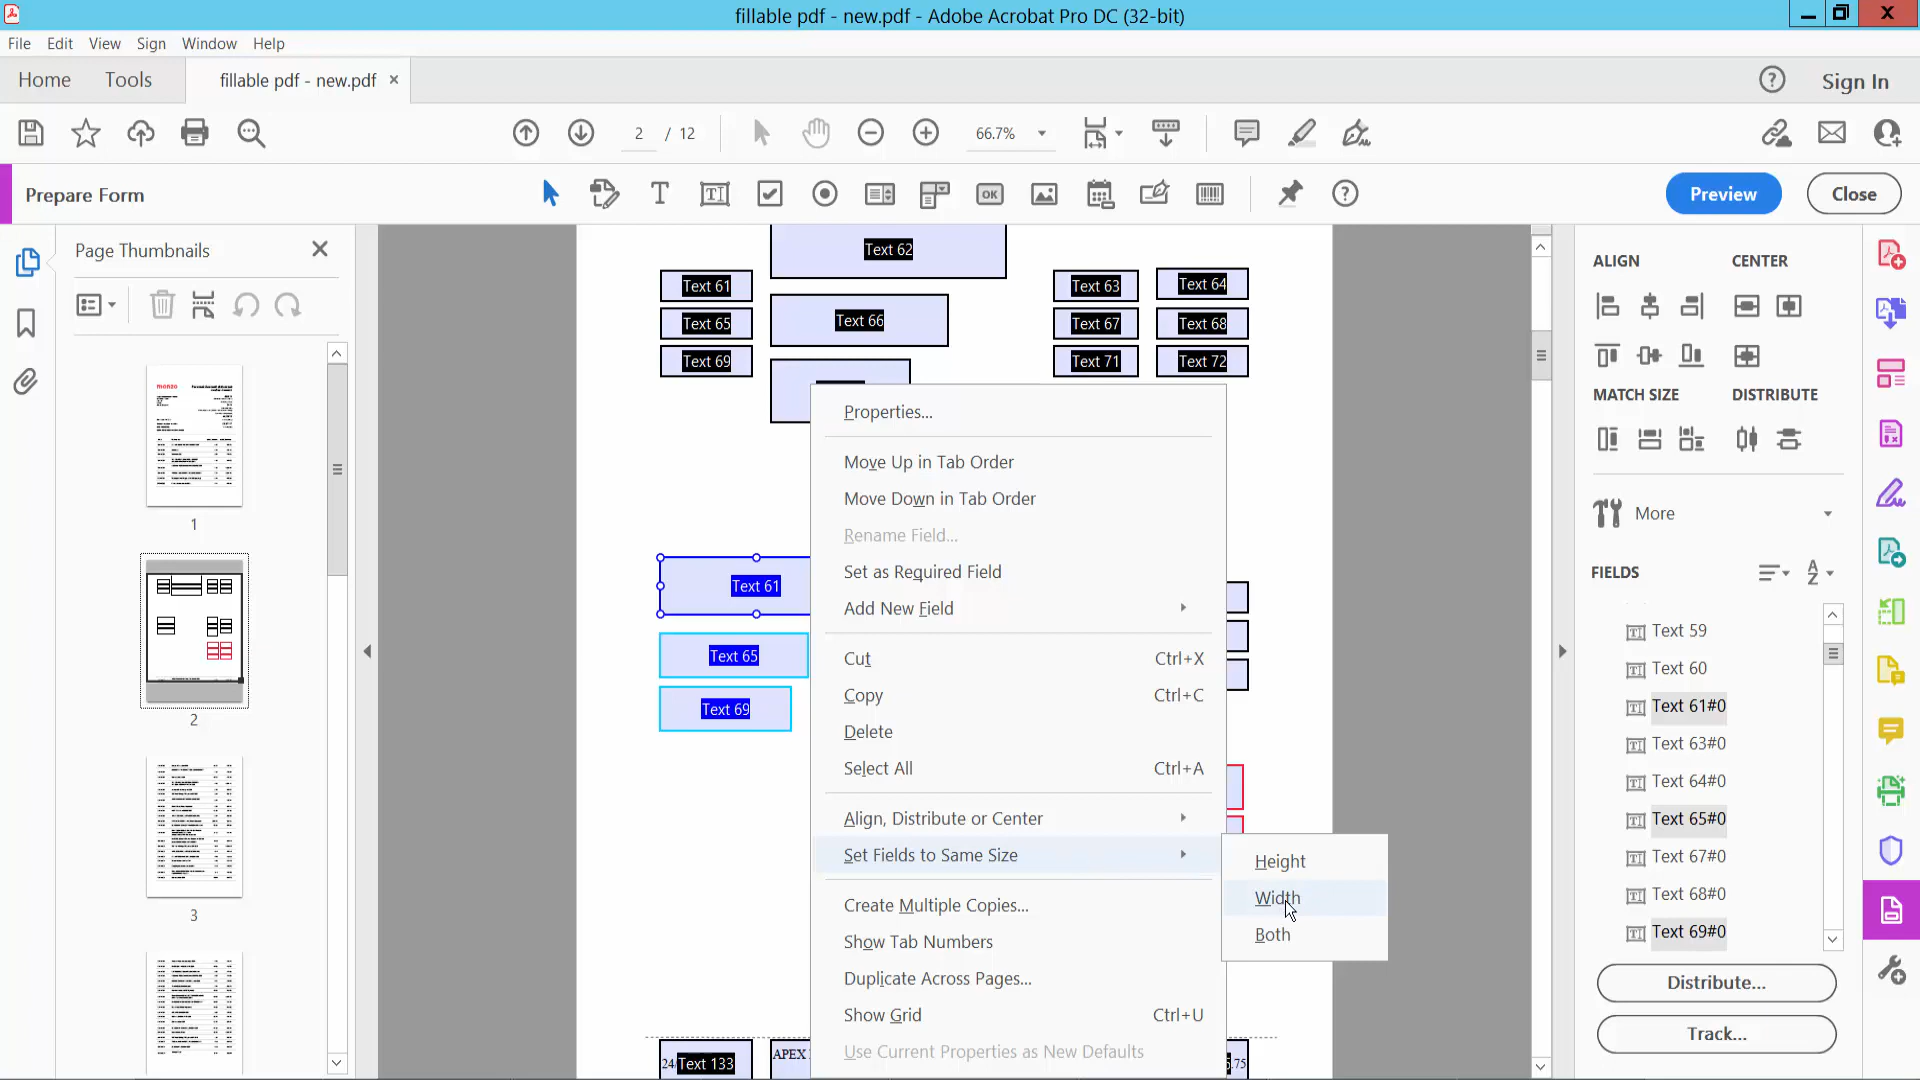 fillable pdf - new.pdf - Adobe Acrobat Pro DC (32-bit)
File Edit View Sign Window Help
Home Tools fillable pdf - new.pdf × Sign In
2 / 12 66.7%
Prepare Form OK Preview Close
Page Thumbnails
monzo
1
2
3
Text 62
Text 61 Text 63 Text 64
Text 65 Text 66 Text 67 Text 68
Text 69 Text 71 Text 72
Text 61
Text 65
Text 69
24/ Text 133 APEX .75
Properties...
Move Up in Tab Order
Move Down in Tab Order
Rename Field...
Set as Required Field
Add New Field
Cut Ctrl+X
Copy Ctrl+C
Delete
Select All Ctrl+A
Align, Distribute or Center
Set Fields to Same Size
Create Multiple Copies...
Show Tab Numbers
Duplicate Across Pages...
Show Grid Ctrl+U
Use Current Properties as New Defaults
Height
Width
Both
ALIGN CENTER
MATCH SIZE DISTRIBUTE
More
FIELDS
Text 59
Text 60
Text 61#0
Text 63#0
Text 64#0
Text 65#0
Text 67#0
Text 68#0
Text 69#0
Distribute...
Track...